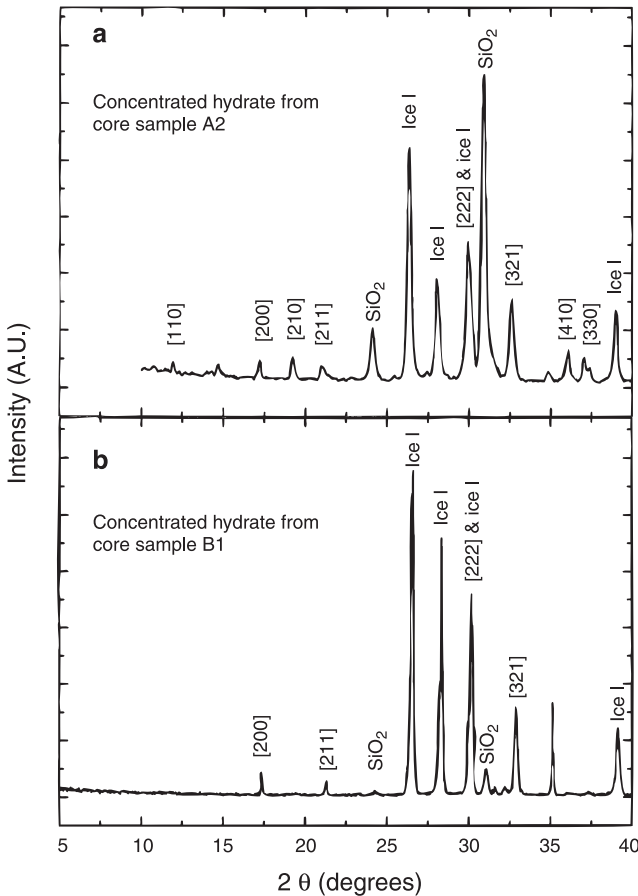 a
Concentrated hydrate from
core sample A2
[110]
[200]
[210]
[211]
SiO₂
Ice I
Ice I
[222] & ice I
SiO₂
[321]
[410]
[330]
Ice I
b
Concentrated hydrate from
core sample B1
[200]
[211]
SiO₂
Ice I
Ice I
[222] & ice I
SiO₂
[321]
Ice I
Intensity (A.U.)
5 10 15 20 25 30 35 40
2 θ (degrees)